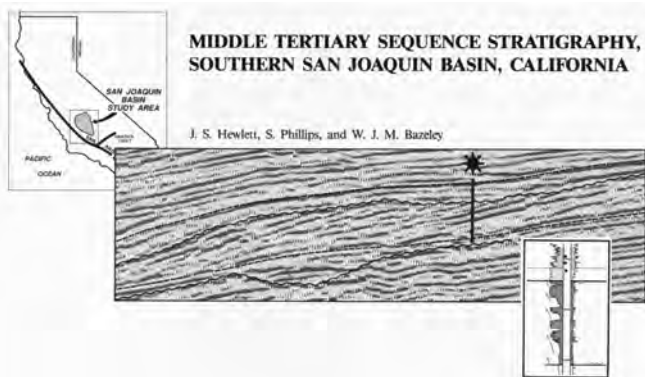 MIDDLE TERTIARY SEQUENCE STRATIGRAPHY,
SOUTHERN SAN JOAQUIN BASIN, CALIFORNIA
J. S. Hewlett, S. Phillips, and W. J. M. Bazeley
SAN JOAQUIN
BASIN
STUDY AREA
PACIFIC
OCEAN